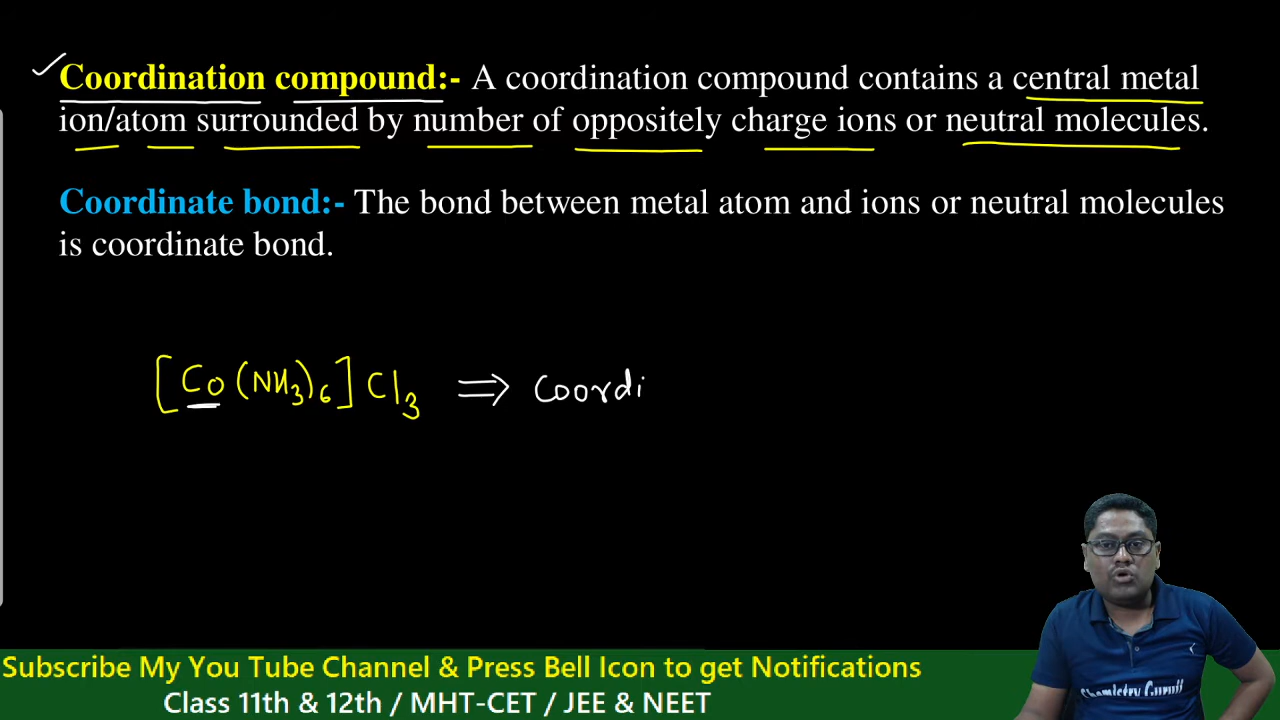 Coordination compound:- A coordination compound contains a central metal
ion/atom surrounded by number of oppositely charge ions or neutral molecules.
Coordinate bond:- The bond between metal atom and ions or neutral molecules
is coordinate bond.
[Co(NH₃)₆]Cl₃ ⟹ Coordi
Chemistry Guruji
Subscribe My You Tube Channel & Press Bell Icon to get Notifications
Class 11th & 12th / MHT-CET / JEE & NEET